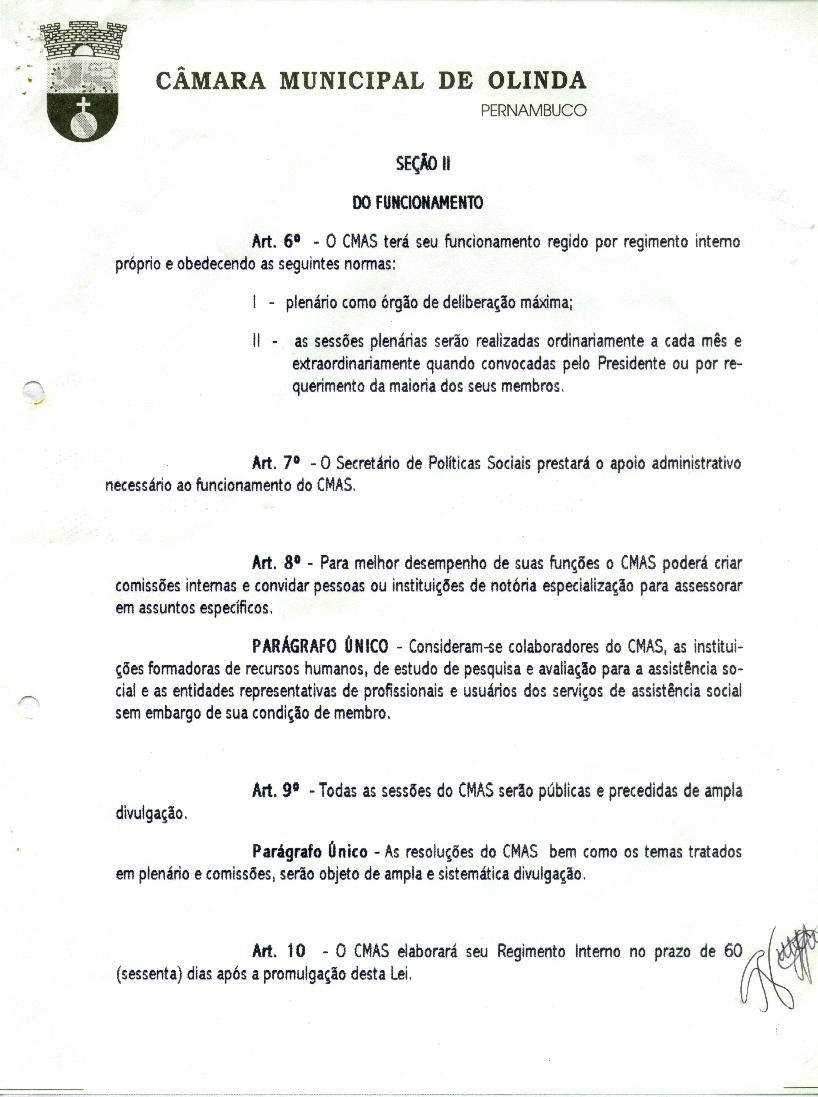 CÂMARA MUNICIPAL DE OLINDA
PERNAMBUCO
SEÇÃO II
DO FUNCIONAMENTO
Art. 6º - O CMAS terá seu funcionamento regido por regimento interno
próprio e obedecendo as seguintes normas:
I - plenário como órgão de deliberação máxima;
II - as sessões plenárias serão realizadas ordinariamente a cada mês e
extraordinariamente quando convocadas pelo Presidente ou por re-
querimento da maioria dos seus membros.
Art. 7º - O Secretário de Políticas Sociais prestará o apoio administrativo
necessário ao funcionamento do CMAS.
Art. 8º - Para melhor desempenho de suas funções o CMAS poderá criar
comissões internas e convidar pessoas ou instituições de notória especialização para assessorar
em assuntos específicos.
PARÁGRAFO ÚNICO - Consideram-se colaboradores do CMAS, as institui-
ções formadoras de recursos humanos, de estudo de pesquisa e avaliação para a assistência so-
cial e as entidades representativas de profissionais e usuários dos serviços de assistência social
sem embargo de sua condição de membro.
Art. 9º - Todas as sessões do CMAS serão públicas e precedidas de ampla
divulgação.
Parágrafo Único - As resoluções do CMAS bem como os temas tratados
em plenário e comissões, serão objeto de ampla e sistemática divulgação.
Art. 10 - O CMAS elaborará seu Regimento Interno no prazo de 60
(sessenta) dias após a promulgação desta Lei.